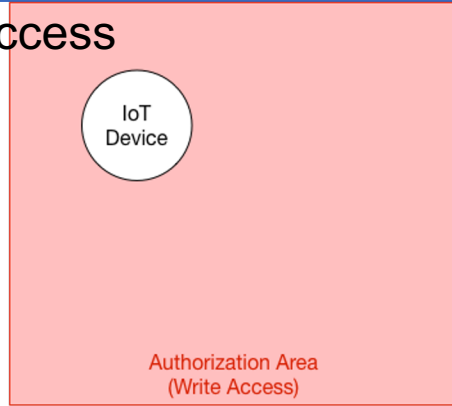 ccess
IoT
Device
Authorization Area
(Write Access)